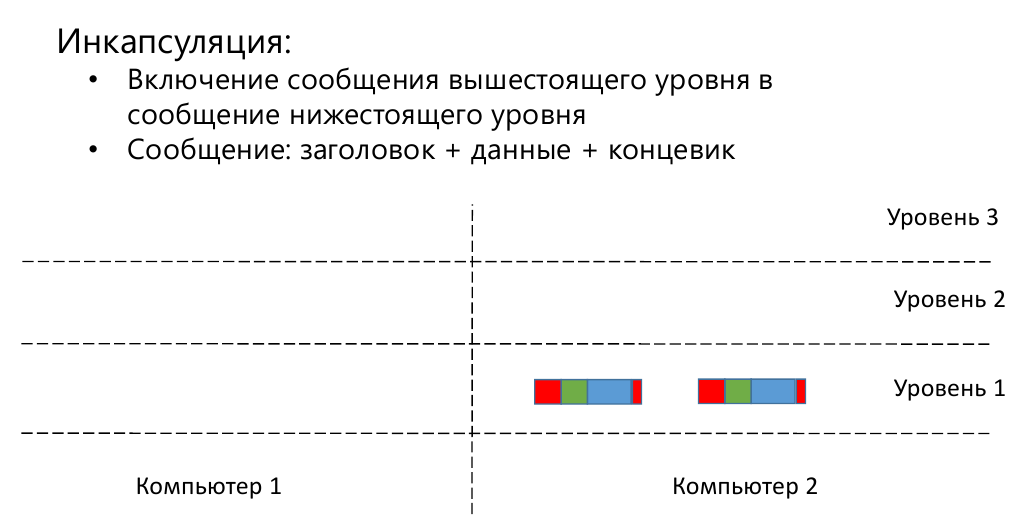 Инкапсуляция:
• Включение сообщения вышестоящего уровня в
сообщение нижестоящего уровня
• Сообщение: заголовок + данные + концевик
Уровень 3
Уровень 2
Уровень 1
Компьютер 1
Компьютер 2